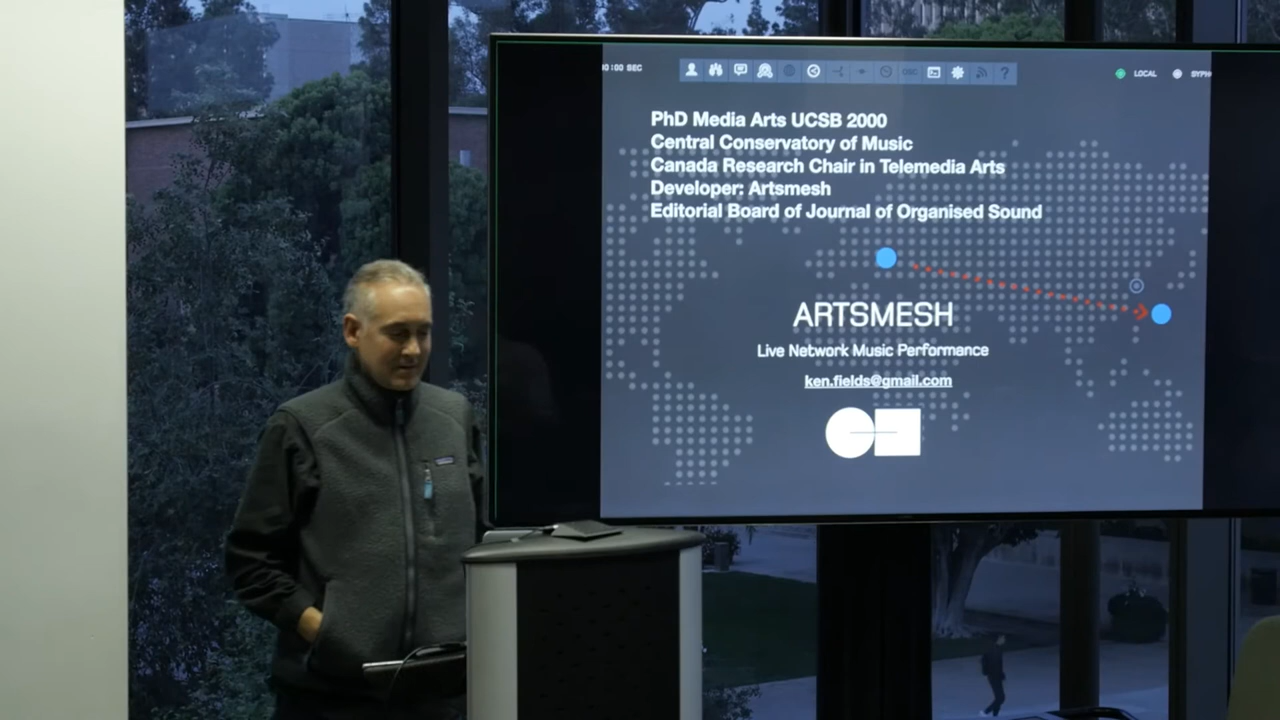 00:00 SEC
LOCAL
PhD Media Arts UCSB 2000
Central Conservatory of Music
Canada Research Chair in Telemedia Arts
Developer: Artsmesh
Editorial Board of Journal of Organised Sound
ARTSMESH
Live Network Music Performance
ken.fields@gmail.com